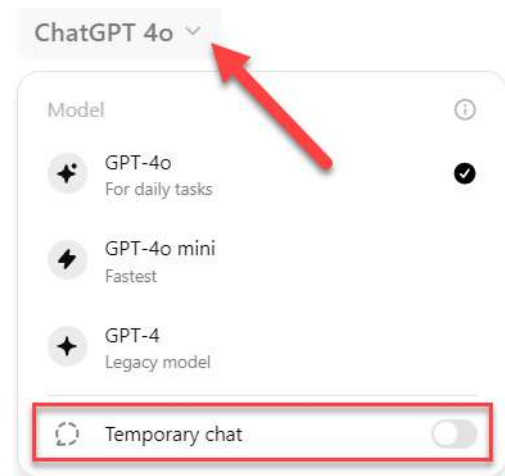 ChatGPT 4o
Model
GPT-4o
For daily tasks
GPT-4o mini
Fastest
GPT-4
Legacy model
Temporary chat